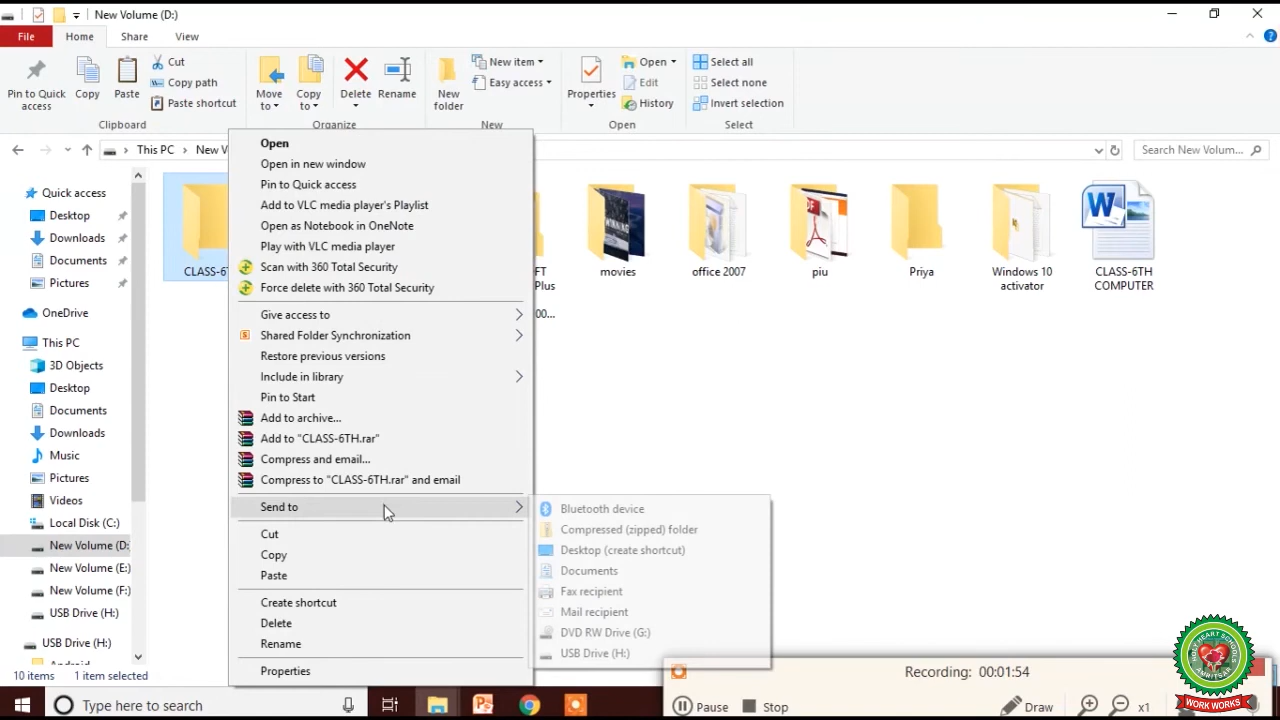 New Volume (D:)
File Home Share View
Pin to Quick access
Copy
Paste
Cut
Copy path
Paste shortcut
Clipboard
Move to
Copy to
Delete
Rename
Organize
New folder
New item
Easy access
New
Properties
Open
Edit
History
Open
Select all
Select none
Invert selection
Select
This PC > New V
Search New Volum...
Quick access
Desktop
Downloads
Documents
Pictures
OneDrive
This PC
3D Objects
Desktop
Documents
Downloads
Music
Pictures
Videos
Local Disk (C:)
New Volume (D:
New Volume (E:)
New Volume (F:)
USB Drive (H:)
USB Drive (H:)
Android
CLASS-6T
FT
Plus
00...
movies
office 2007
piu
Priya
Windows 10
activator
CLASS-6TH
COMPUTER
WINNING
PDF
W
Open
Open in new window
Pin to Quick access
Add to VLC media player's Playlist
Open as Notebook in OneNote
Play with VLC media player
Scan with 360 Total Security
Force delete with 360 Total Security
Give access to
Shared Folder Synchronization
Restore previous versions
Include in library
Pin to Start
Add to archive...
Add to "CLASS-6TH.rar"
Compress and email...
Compress to "CLASS-6TH.rar" and email
Send to
Cut
Copy
Paste
Create shortcut
Delete
Rename
Properties
Bluetooth device
Compressed (zipped) folder
Desktop (create shortcut)
Documents
Fax recipient
Mail recipient
DVD RW Drive (G:)
USB Drive (H:)
10 items 1 item selected
Recording: 00:01:54
Pause Stop Draw x1
Type here to search
HOLY HEART SCHOOLS
AMRITSAR
WORK WORKS